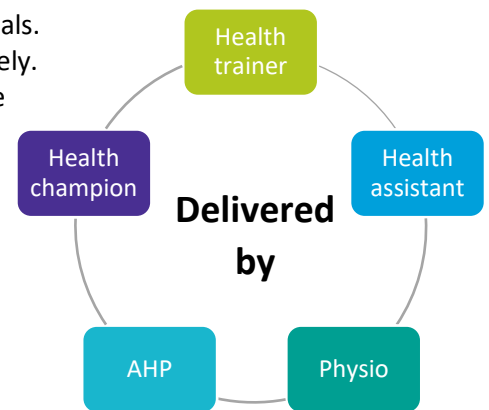 als.
ely.
e
Health
trainer
Health
champion
Health
assistant
Delivered
by
AHP
Physio